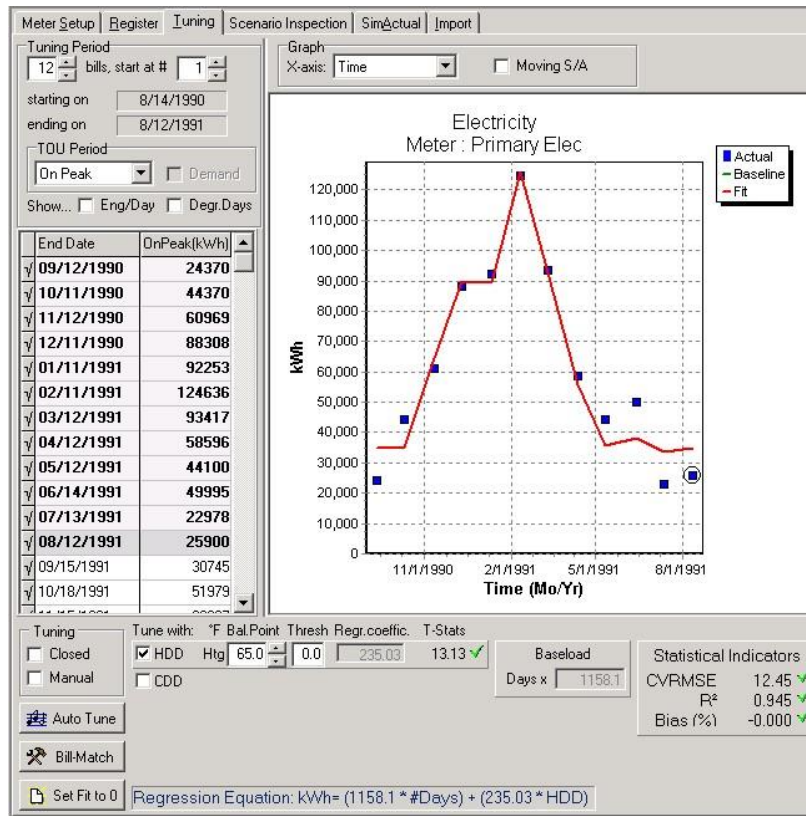 Meter Setup Register Tuning Scenario Inspection SimActual Import
Tuning Period
12 bills, start at # 1
starting on 8/14/1990
ending on 8/12/1991
TOU Period
On Peak Demand
Show... Eng/Day Degr.Days
End Date OnPeak(kWh)
√ 09/12/1990 24370
√ 10/11/1990 44370
√ 11/12/1990 60969
√ 12/11/1990 88308
√ 01/11/1991 92253
√ 02/11/1991 124636
√ 03/12/1991 93417
√ 04/12/1991 58596
√ 05/12/1991 44100
√ 06/14/1991 49995
√ 07/13/1991 22978
√ 08/12/1991 25900
√ 09/15/1991 30745
√ 10/18/1991 51979
Graph
X-axis: Time Moving S/A
Electricity
Meter : Primary Elec
Actual
Baseline
Fit
kWh
120,000
110,000
100,000
90,000
80,000
70,000
60,000
50,000
40,000
30,000
20,000
10,000
0
11/1/1990 2/1/1991 5/1/1991 8/1/1991
Time (Mo/Yr)
Tuning
Closed
Manual
Tune with: °F Bal.Point Thresh Regr.coeffic. T-Stats
HDD Htg 65.0 0.0 235.03 13.13
CDD
Baseload
Days x 1158.1
Statistical Indicators
CVRMSE 12.45
R² 0.945
Bias (%) -0.000
Auto Tune
Bill-Match
Set Fit to 0
Regression Equation: kWh= (1158.1 * #Days) + (235.03 * HDD)